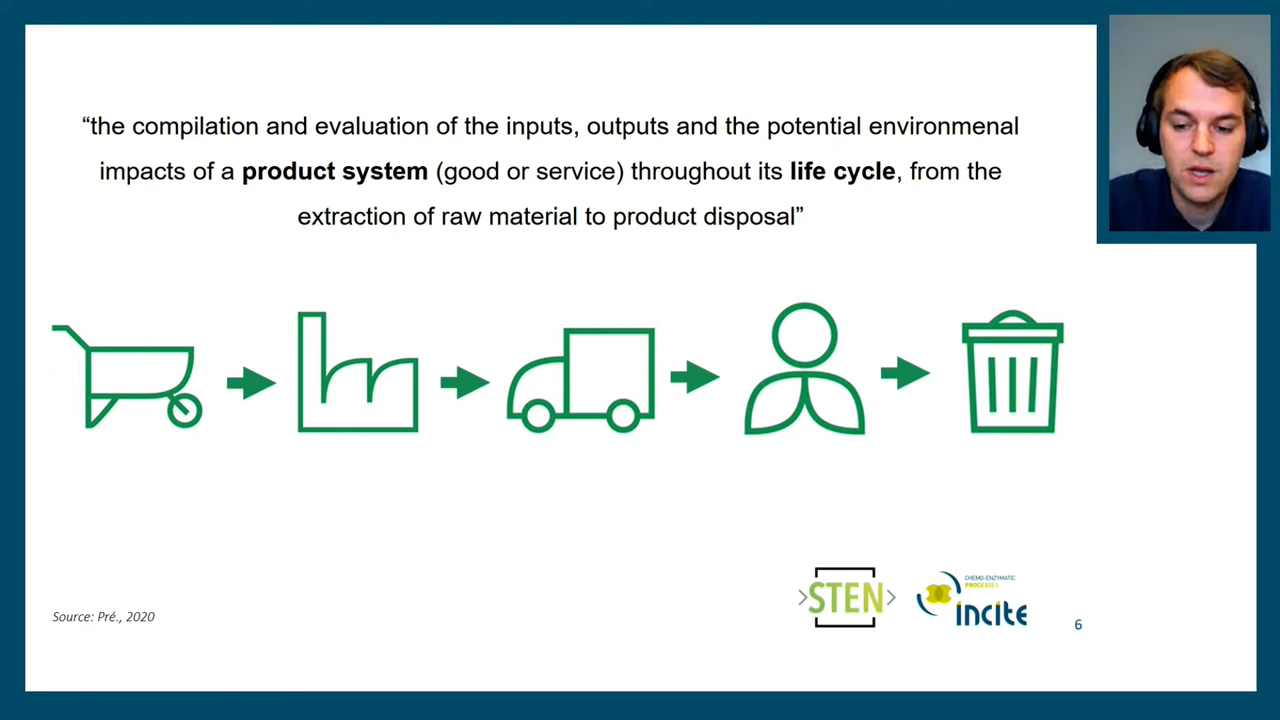 “the compilation and evaluation of the inputs, outputs and the potential environmenal
impacts of a product system (good or service) throughout its life cycle, from the
extraction of raw material to product disposal”
STEN
CHEMO-ENZYMATIC
PROCESSES
incite
Source: Pré., 2020
6